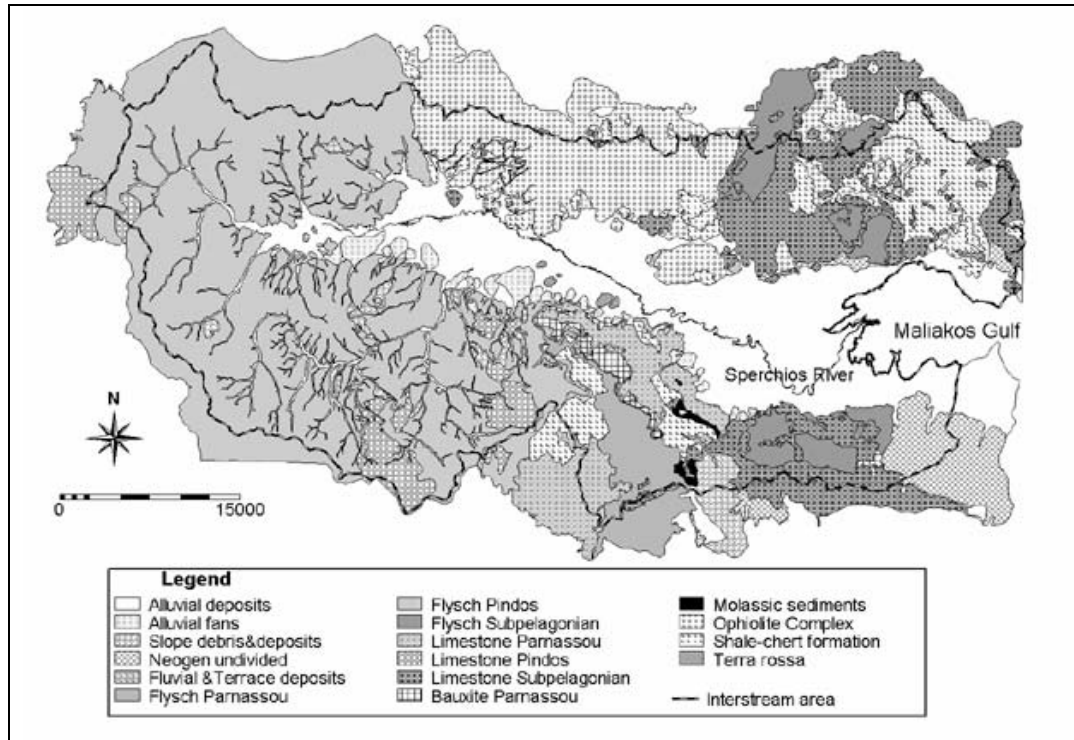 Maliakos Gulf
Sperchios River
N
0 15000
Legend
Alluvial deposits
Alluvial fans
Slope debris&deposits
Neogen undivided
Fluvial &Terrace deposits
Flysch Parnassou
Flysch Pindos
Flysch Subpelagonian
Limestone Parnassou
Limestone Pindos
Limestone Subpelagonian
Bauxite Parnassou
Molassic sediments
Ophiolite Complex
Shale-chert formation
Terra rossa
Interstream area